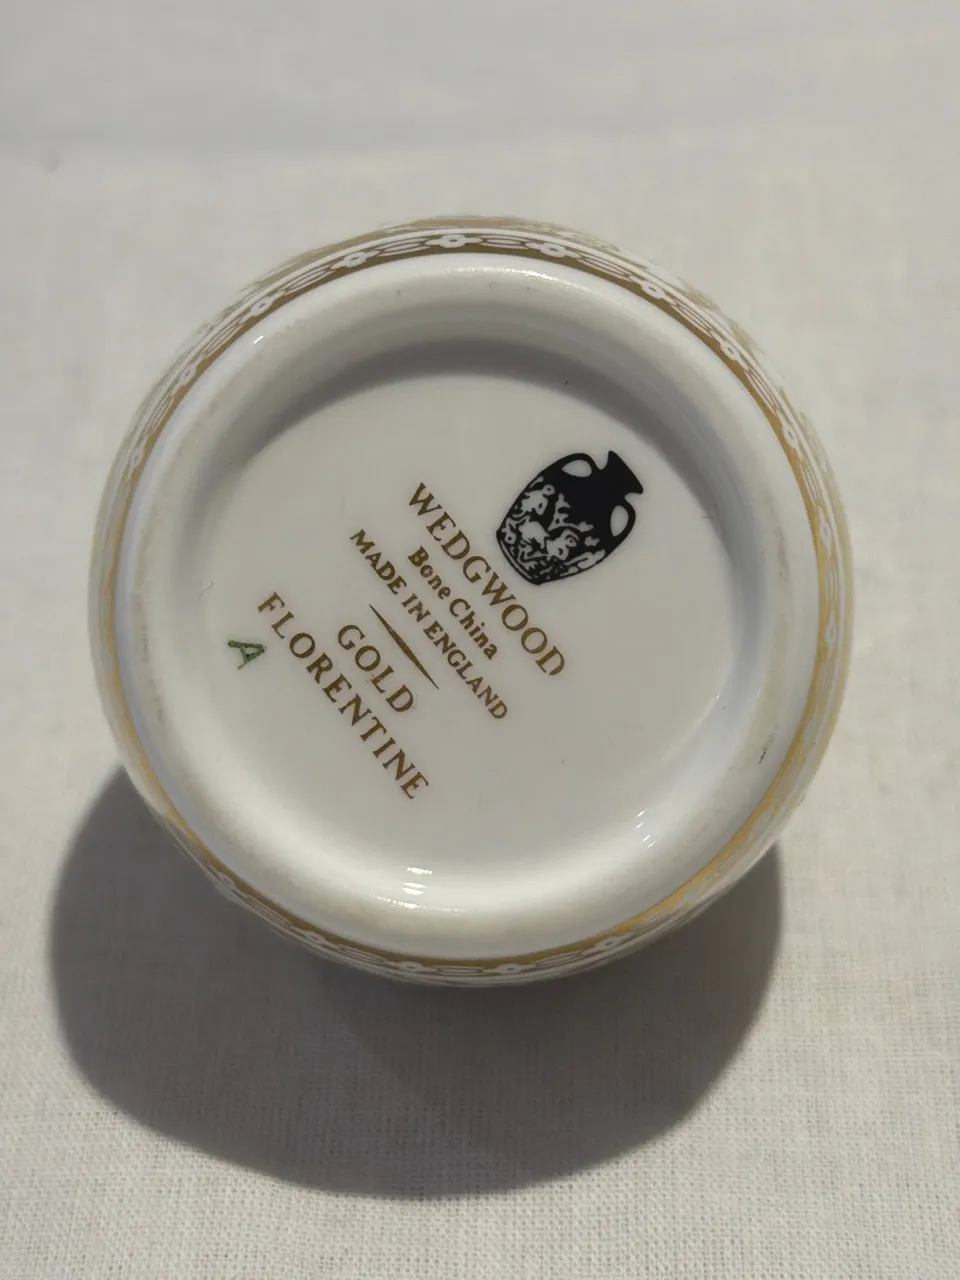 WEDGWOOD
Bone China
MADE IN ENGLAND
GOLD
FLORENTINE
A